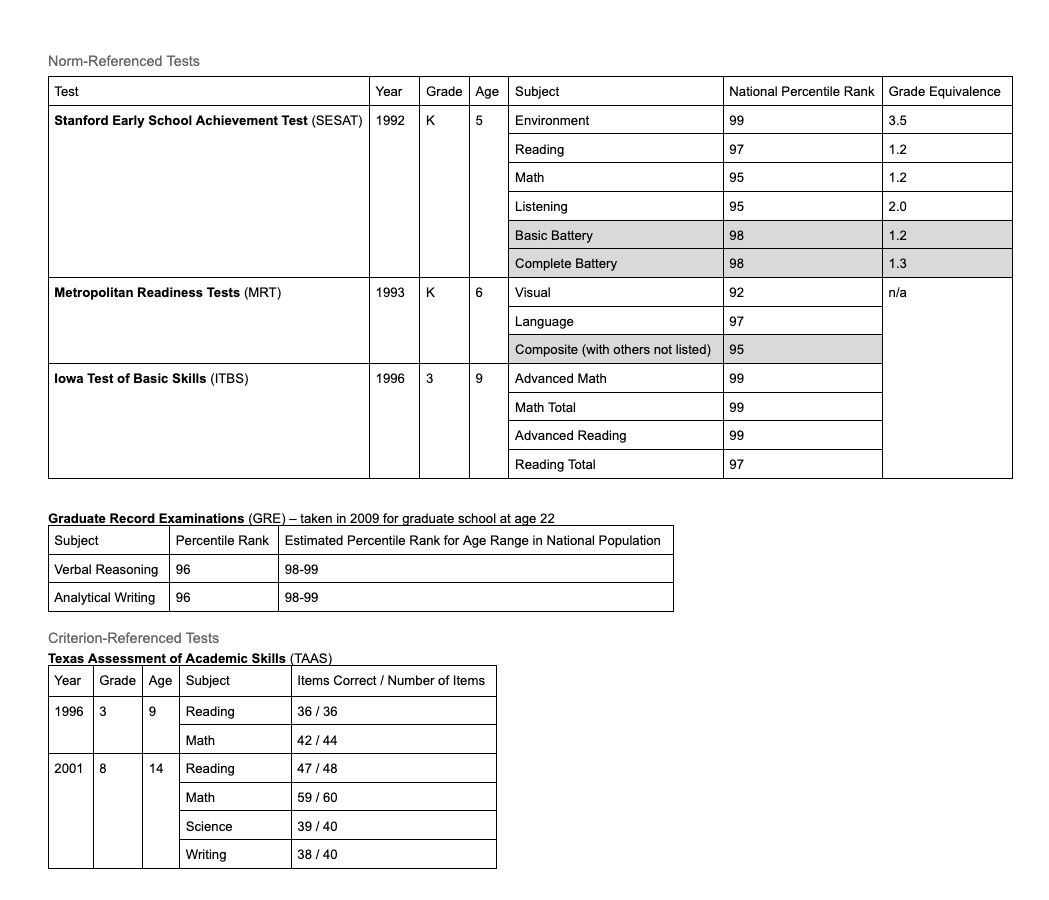 Norm-Referenced Tests
Test Year Grade Age Subject National Percentile Rank Grade Equivalence
Stanford Early School Achievement Test (SESAT) 1992 K 5 Environment 99 3.5
Reading 97 1.2
Math 95 1.2
Listening 95 2.0
Basic Battery 98 1.2
Complete Battery 98 1.3
Metropolitan Readiness Tests (MRT) 1993 K 6 Visual 92 n/a
Language 97
Composite (with others not listed) 95
Iowa Test of Basic Skills (ITBS) 1996 3 9 Advanced Math 99
Math Total 99
Advanced Reading 99
Reading Total 97
Graduate Record Examinations (GRE) – taken in 2009 for graduate school at age 22
Subject Percentile Rank Estimated Percentile Rank for Age Range in National Population
Verbal Reasoning 96 98-99
Analytical Writing 96 98-99
Criterion-Referenced Tests
Texas Assessment of Academic Skills (TAAS)
Year Grade Age Subject Items Correct / Number of Items
1996 3 9 Reading 36 / 36
Math 42 / 44
2001 8 14 Reading 47 / 48
Math 59 / 60
Science 39 / 40
Writing 38 / 40